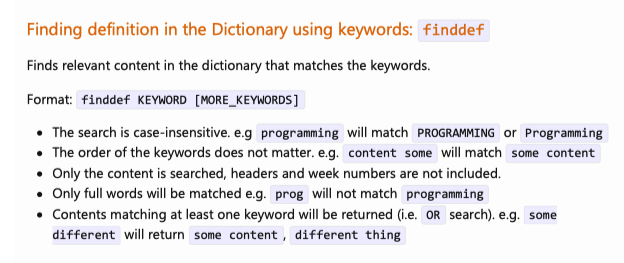 Finding definition in the Dictionary using keywords: finddef
Finds relevant content in the dictionary that matches the keywords.
Format: finddef KEYWORD [MORE_KEYWORDS]
• The search is case-insensitive. e.g programming will match PROGRAMMING or Programming
• The order of the keywords does not matter. e.g. content some will match some content
• Only the content is searched, headers and week numbers are not included.
• Only full words will be matched e.g. prog will not match programming
• Contents matching at least one keyword will be returned (i.e. OR search). e.g. some
different will return some content, different thing